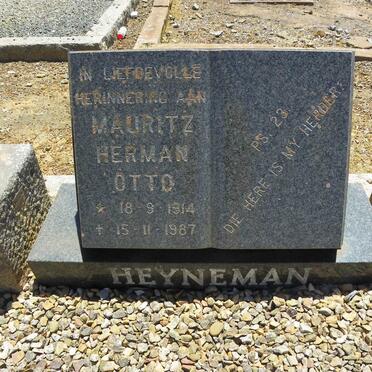 IN LIEFDEVOLLE
HERINNERING AAN
MAURITZ
HERMAN
OTTO
* 18-9-1914
+ 15-11-1987
PS. 23
DIE HERE IS MY HERDER!
HEYNEMAN